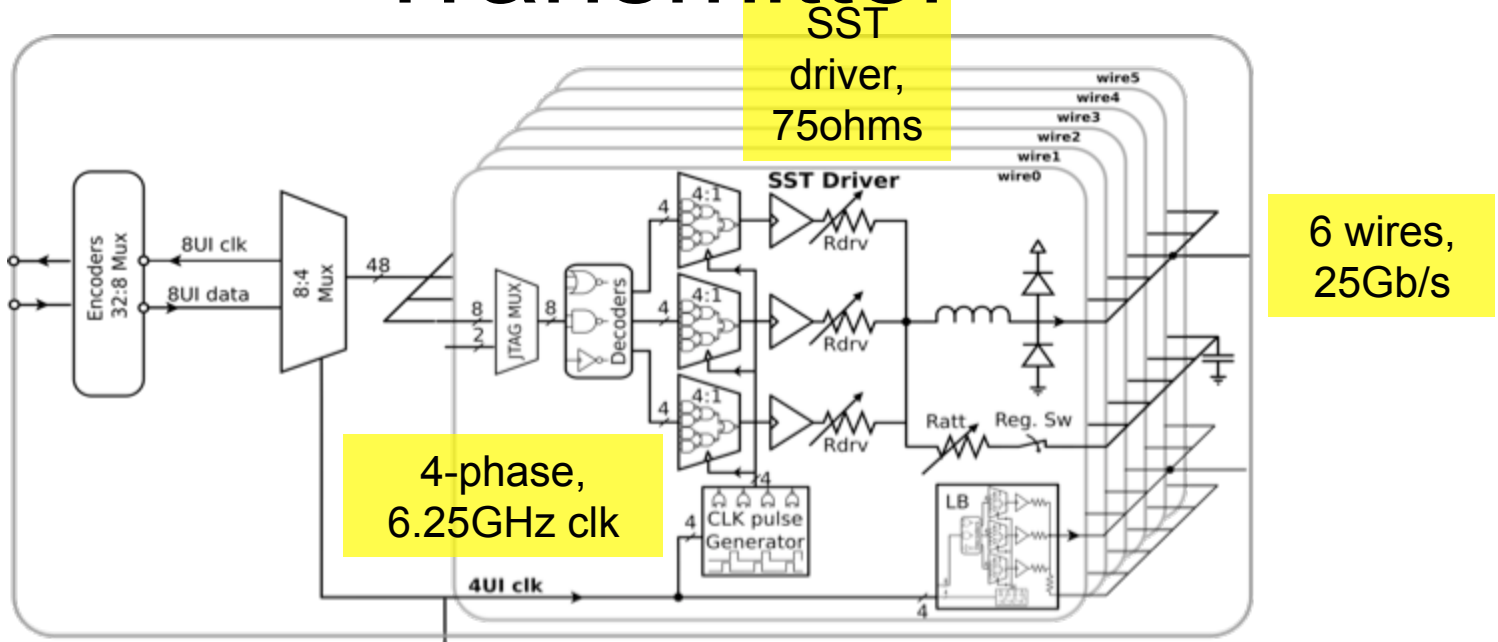 Transmitter
SST
driver,
75ohms
wire5
wire4
wire3
wire2
wire1
wire0
SST Driver
6 wires,
25Gb/s
Encoders
32:8 Mux
8UI clk
8UI data
8:4
Mux
48
8
2
JTAG MUX
8
Decoders
4
4:1
Rdrv
4
4:1
Rdrv
4
4:1
Rdrv
Ratt
Reg. Sw
4-phase,
6.25GHz clk
4
4
CLK pulse
Generator
LB
4UI clk
4